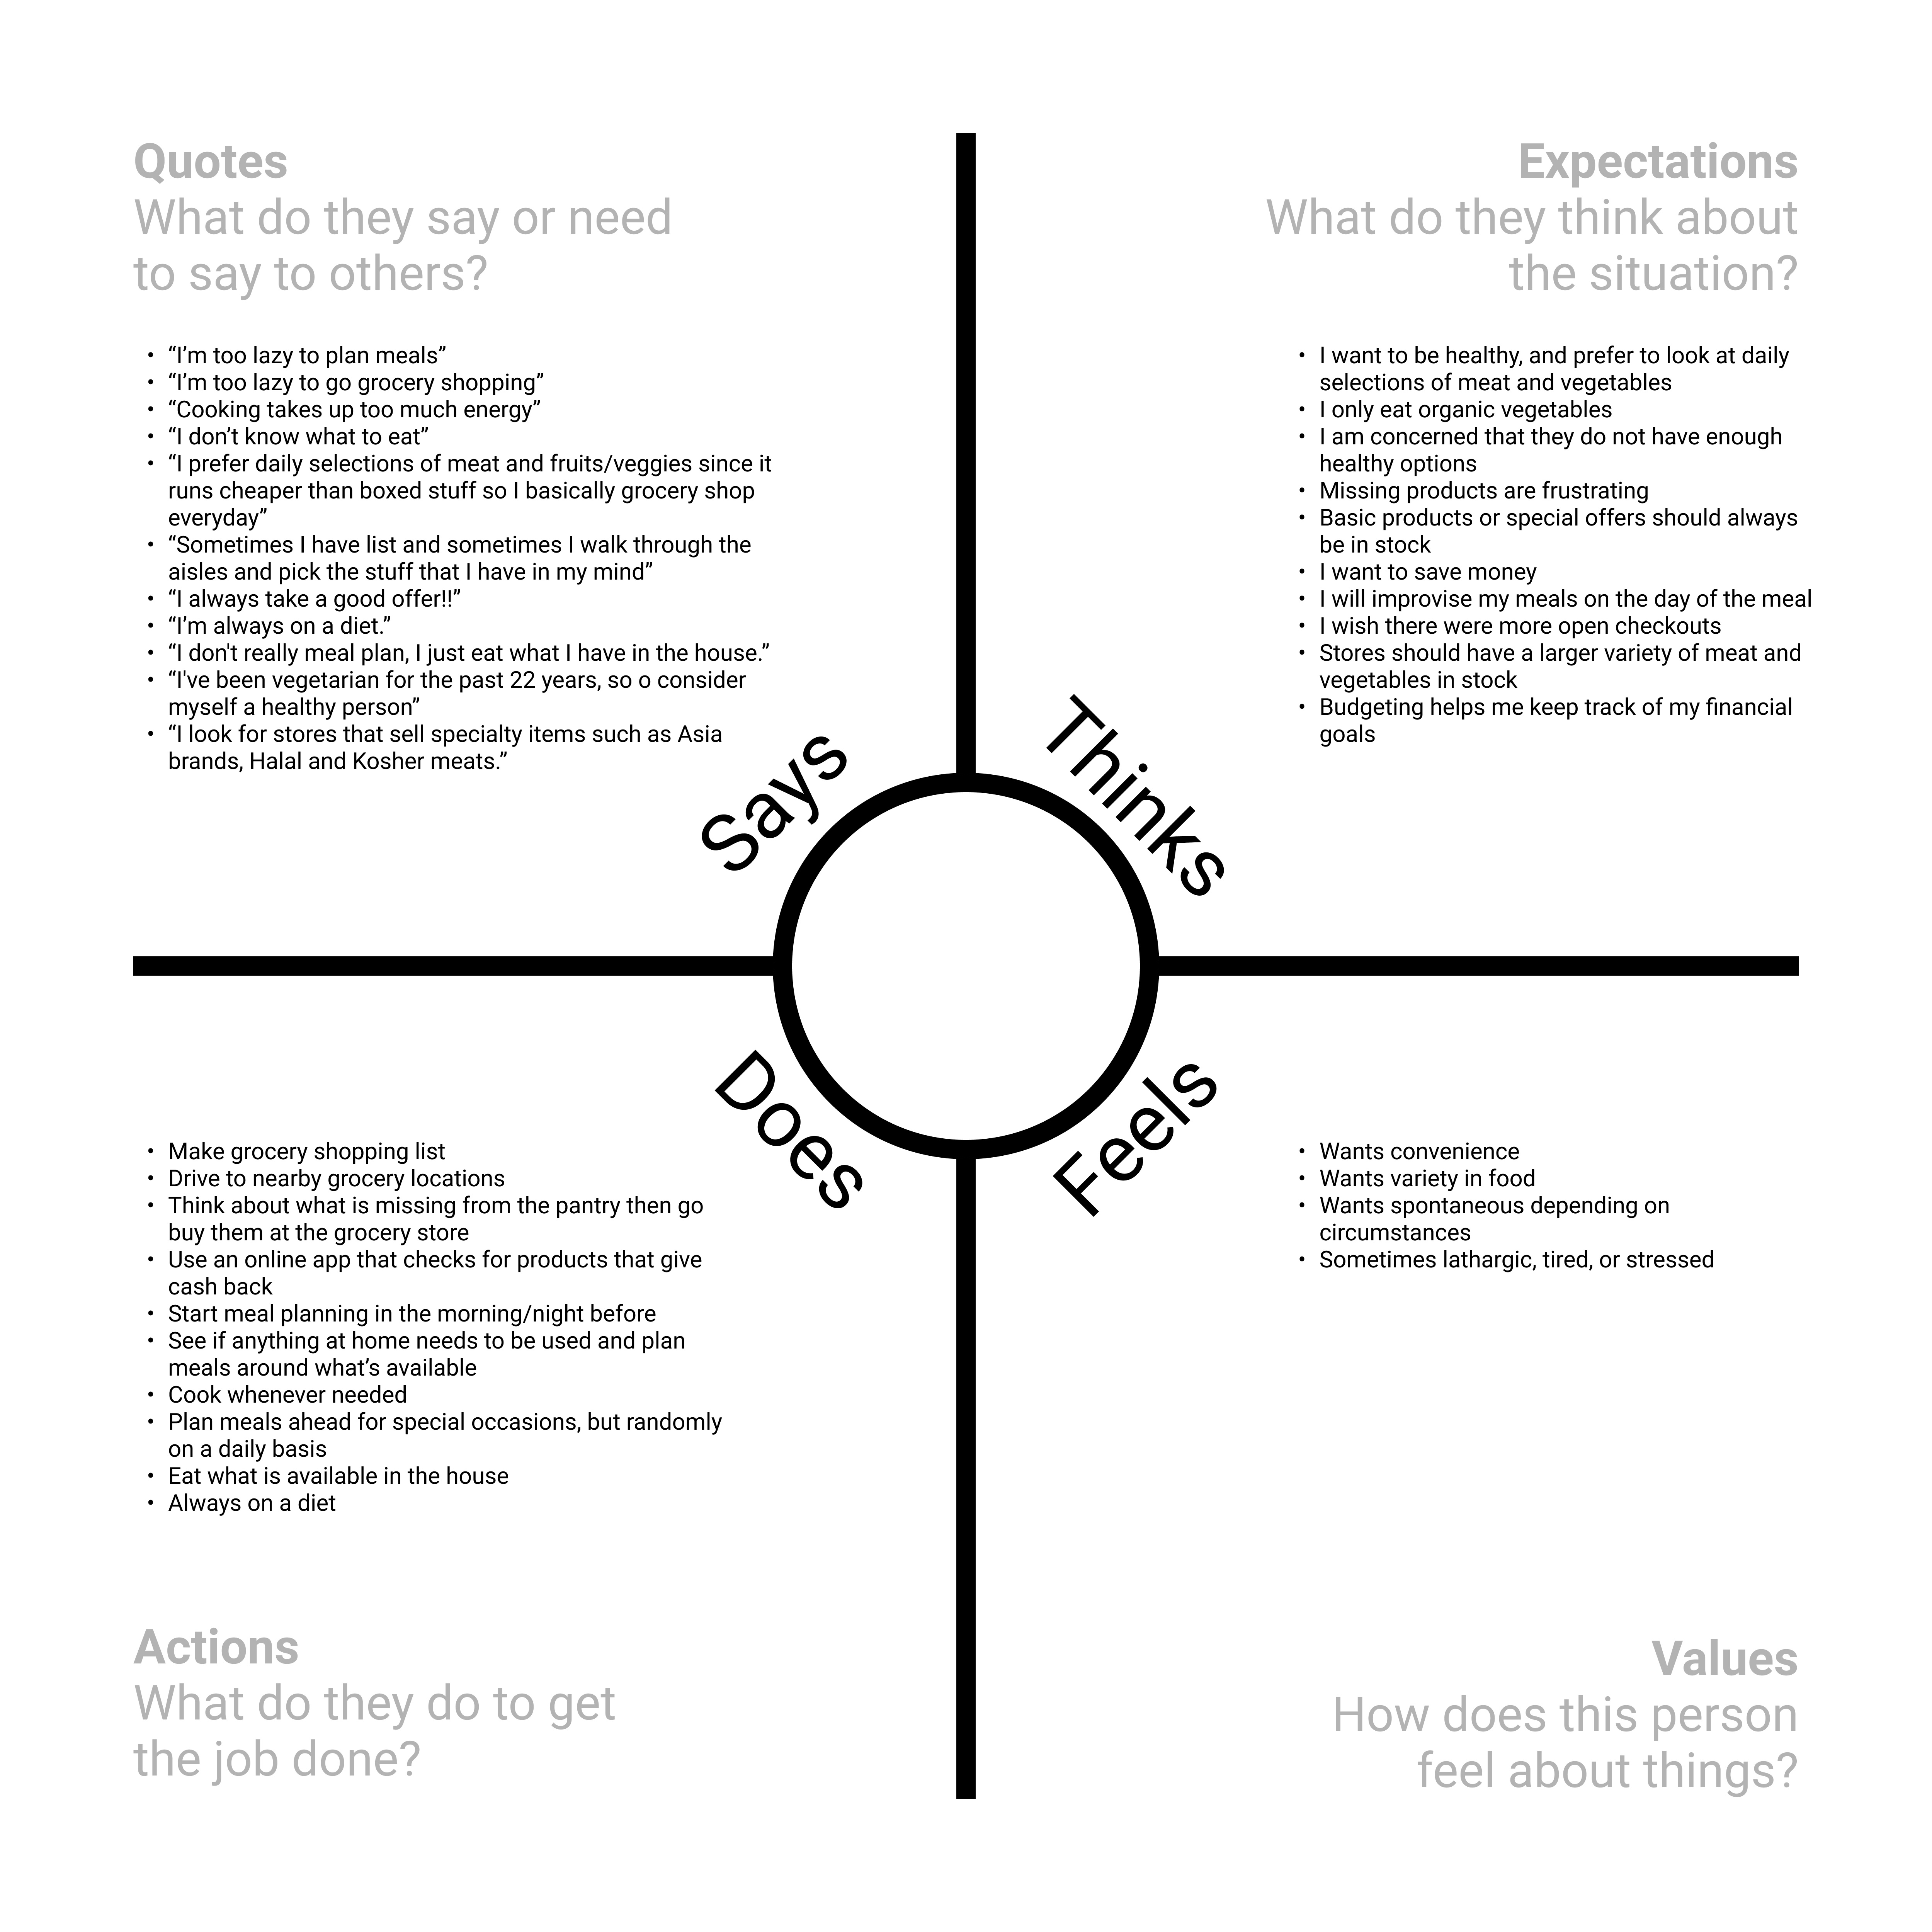 Quotes
What do they say or need
to say to others?
• “I’m too lazy to plan meals”
• “I’m too lazy to go grocery shopping”
• “Cooking takes up too much energy”
• “I don’t know what to eat”
• “I prefer daily selections of meat and fruits/veggies since it
runs cheaper than boxed stuff so I basically grocery shop
everyday”
• “Sometimes I have list and sometimes I walk through the
aisles and pick the stuff that I have in my mind”
• “I always take a good offer!!”
• “I’m always on a diet.”
• “I don't really meal plan, I just eat what I have in the house.”
• “I've been vegetarian for the past 22 years, so o consider
myself a healthy person”
• “I look for stores that sell specialty items such as Asia
brands, Halal and Kosher meats.”
Says
Expectations
What do they think about
the situation?
• I want to be healthy, and prefer to look at daily
selections of meat and vegetables
• I only eat organic vegetables
• I am concerned that they do not have enough
healthy options
• Missing products are frustrating
• Basic products or special offers should always
be in stock
• I want to save money
• I will improvise my meals on the day of the meal
• I wish there were more open checkouts
• Stores should have a larger variety of meat and
vegetables in stock
• Budgeting helps me keep track of my financial
goals
Thinks
Does
• Make grocery shopping list
• Drive to nearby grocery locations
• Think about what is missing from the pantry then go
buy them at the grocery store
• Use an online app that checks for products that give
cash back
• Start meal planning in the morning/night before
• See if anything at home needs to be used and plan
meals around what’s available
• Cook whenever needed
• Plan meals ahead for special occasions, but randomly
on a daily basis
• Eat what is available in the house
• Always on a diet
Actions
What do they do to get
the job done?
Feels
• Wants convenience
• Wants variety in food
• Wants spontaneous depending on
circumstances
• Sometimes lathargic, tired, or stressed
Values
How does this person
feel about things?